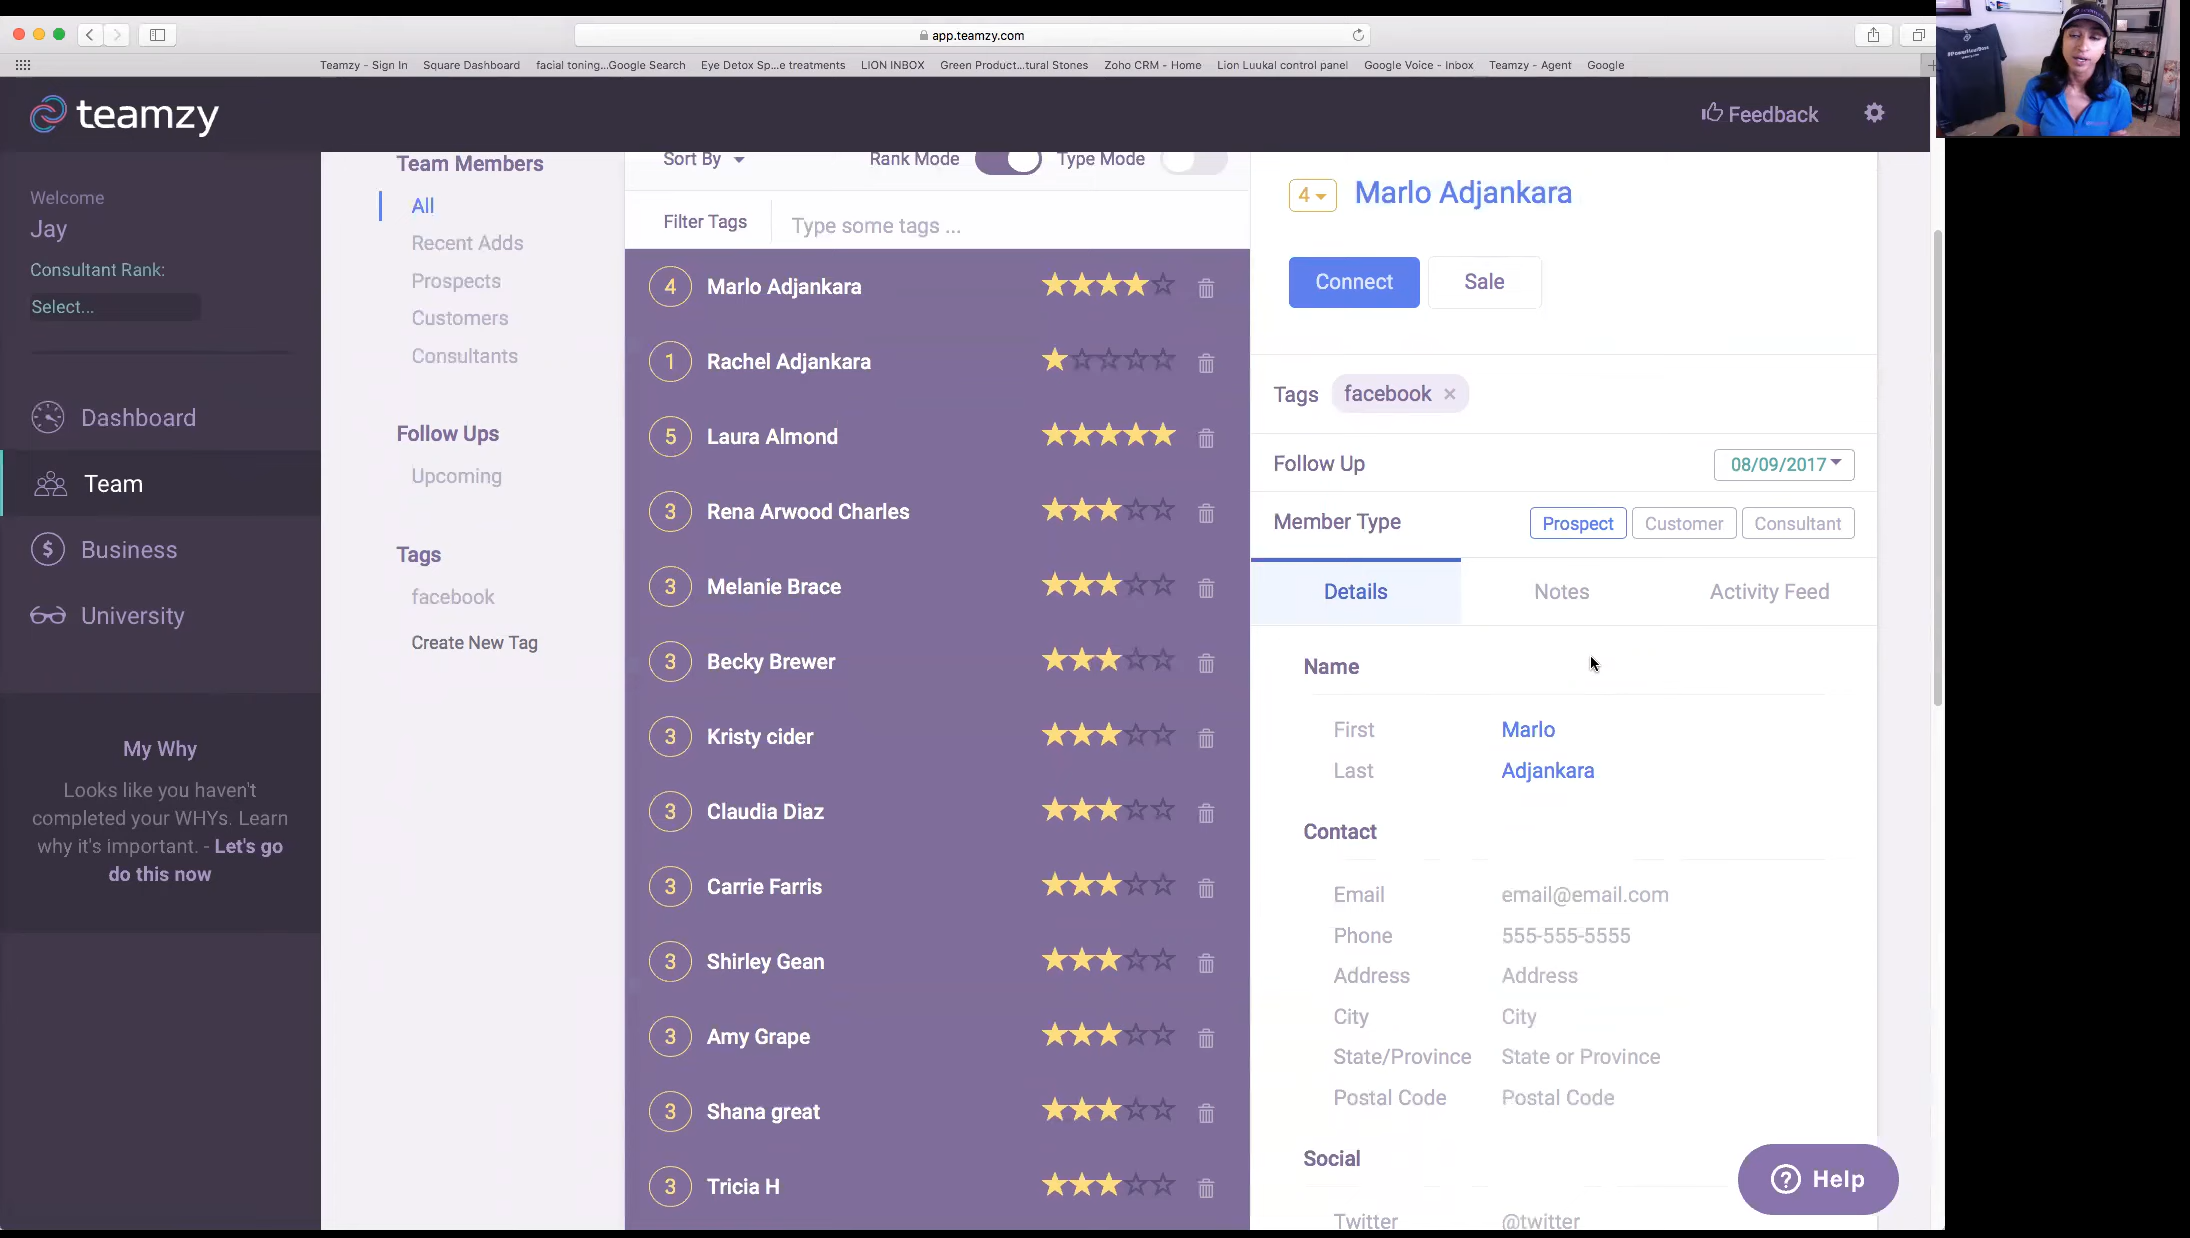 app.teamzy.com
Teamzy - Sign In
Square Dashboard
facial toning...Google Search
Eye Detox Sp...e treatments
LION INBOX
Green Product...tural Stones
Zoho CRM - Home
Lion Luukal control panel
Google Voice - Inbox
Teamzy - Agent
Google
teamzy
Feedback
Welcome
Jay
Consultant Rank:
Select...
Dashboard
Team
Business
University
My Why
Looks like you haven't
completed your WHYs. Learn
why it's important. - Let's go
do this now
Team Members
All
Recent Adds
Prospects
Customers
Consultants
Follow Ups
Upcoming
Tags
facebook
Create New Tag
Sort By
Rank Mode
Type Mode
Filter Tags
Type some tags ...
4 Marlo Adjankara
1 Rachel Adjankara
5 Laura Almond
3 Rena Arwood Charles
3 Melanie Brace
3 Becky Brewer
3 Kristy cider
3 Claudia Diaz
3 Carrie Farris
3 Shirley Gean
3 Amy Grape
3 Shana great
3 Tricia H
4 Marlo Adjankara
Connect
Sale
Tags facebook ×
Follow Up 08/09/2017
Member Type Prospect Customer Consultant
Details Notes Activity Feed
Name
First Marlo
Last Adjankara
Contact
Email email@email.com
Phone 555-555-5555
Address Address
City City
State/Province State or Province
Postal Code Postal Code
Social
Twitter @twitter
? Help